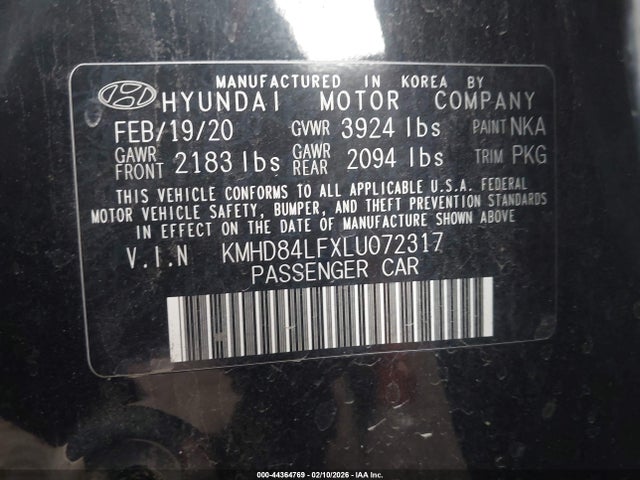 MANUFACTURED IN KOREA BY
HYUNDAI MOTOR COMPANY
FEB/19/20 GVWR 3924 lbs PAINT NKA
GAWR FRONT 2183 lbs GAWR REAR 2094 lbs TRIM PKG
THIS VEHICLE CONFORMS TO ALL APPLICABLE U.S.A. FEDERAL
MOTOR VEHICLE SAFETY, BUMPER, AND THEFT PREVENTION STANDARDS
IN EFFECT ON THE DATE OF MANUFACTURE SHOWN ABOVE
V.I.N KMHD84LFXLU072317
PASSENGER CAR
000-44364769 - 02/10/2026 - IAA Inc.